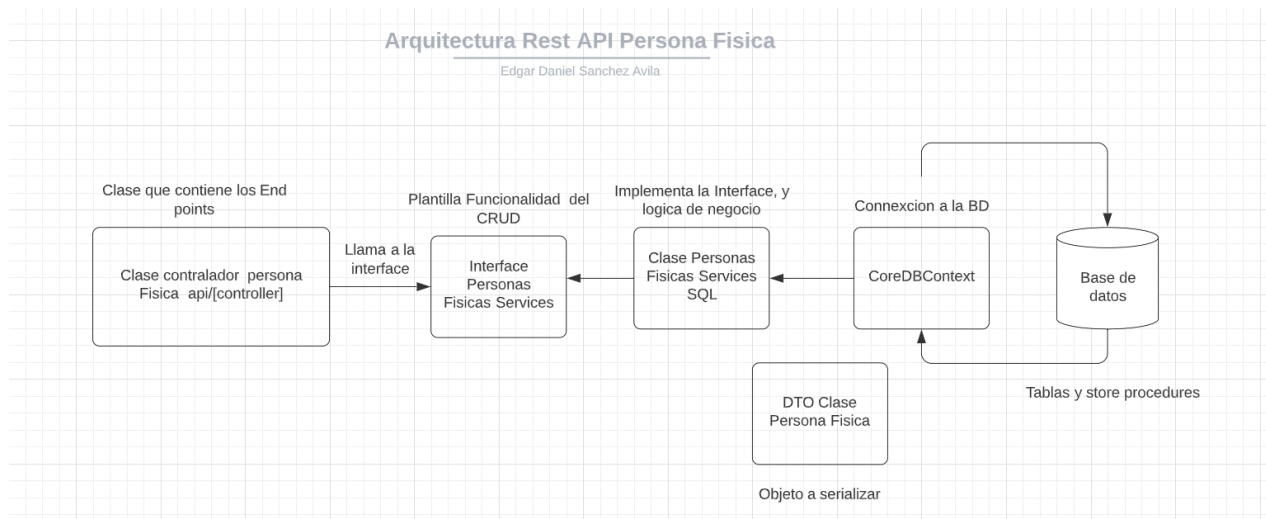 Arquitectura Rest API Persona Fisica
Edgar Daniel Sanchez Avila
Clase que contiene los End
points
Clase contralador persona
Fisica api/[controller]
Llama a la
interface
Plantilla Funcionalidad del
CRUD
Interface
Personas
Fisicas Services
Implementa la Interface, y
logica de negocio
Clase Personas
Fisicas Services
SQL
Connexcion a la BD
CoreDBContext
Base de
datos
Tablas y store procedures
DTO Clase
Persona Fisica
Objeto a serializar